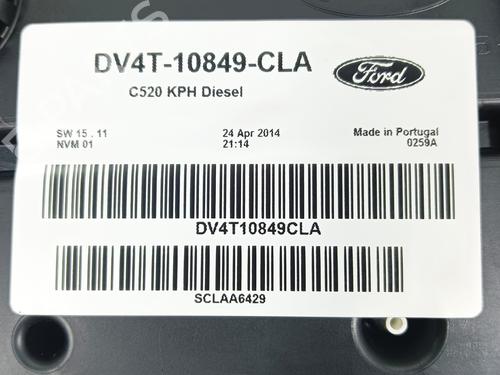 DV4T-10849-CLA
Ford
C520 KPH Diesel
SW 15 . 11
NVM 01
24 Apr 2014
21:14
Made in Portugal
0259A
DV4T10849CLA
SCLAA6429